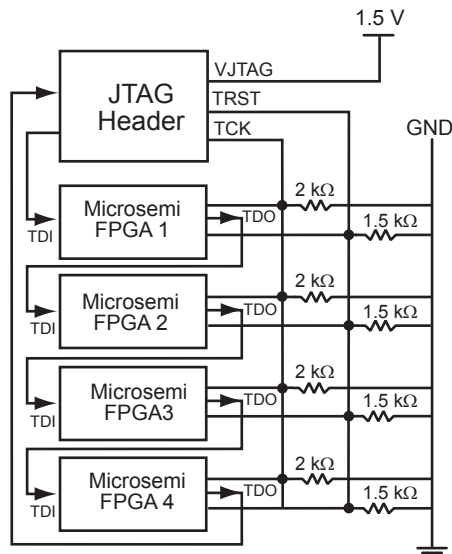 1.5 V
VJTAG
JTAG
Header
TRST
TCK
GND
2 kΩ
Microsemi
FPGA 1
TDO
TDI
1.5 kΩ
2 kΩ
Microsemi
FPGA 2
TDO
TDI
1.5 kΩ
2 kΩ
Microsemi
FPGA3
TDO
TDI
1.5 kΩ
2 kΩ
Microsemi
FPGA 4
TDO
TDI
1.5 kΩ